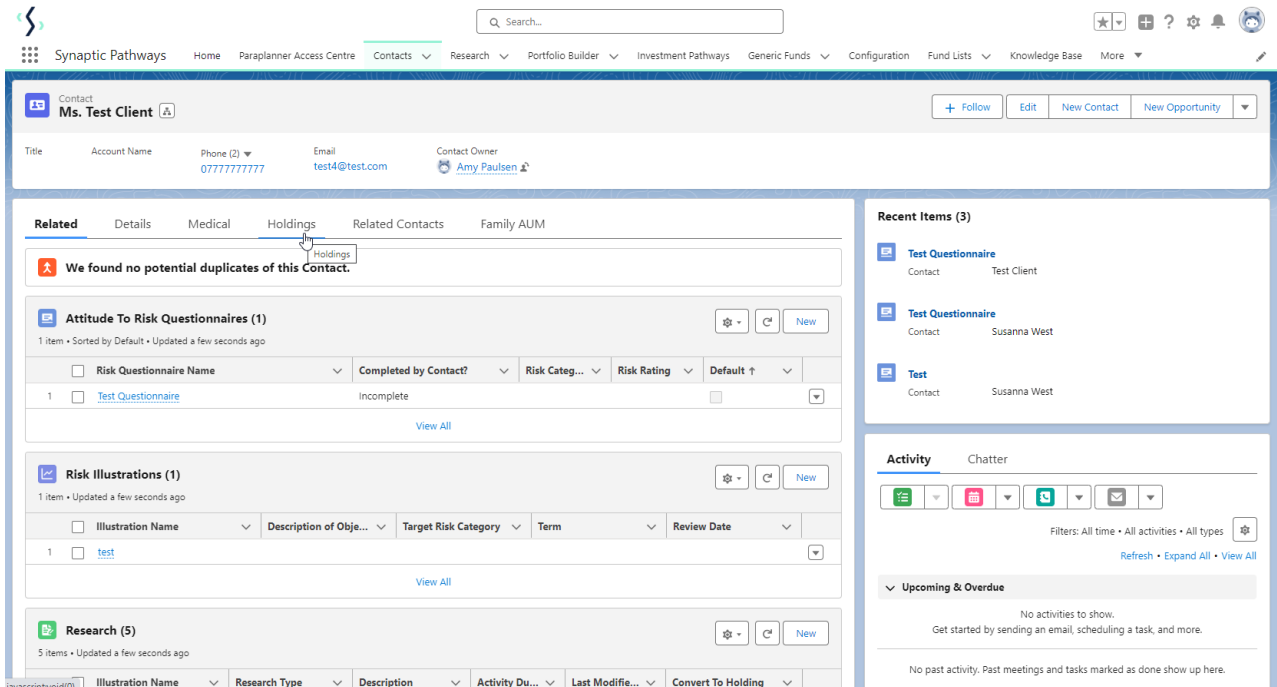 Search...
Synaptic Pathways
Home Paraplanner Access Centre Contacts Research Portfolio Builder Investment Pathways Generic Funds Configuration Fund Lists Knowledge Base More
Contact
Ms. Test Client
+ Follow Edit New Contact New Opportunity
Title Account Name Phone (2) Email Contact Owner
07777777777 test4@test.com Amy Paulsen
Related Details Medical Holdings Related Contacts Family AUM
Holdings
We found no potential duplicates of this Contact.
Attitude To Risk Questionnaires (1)
New
1 item • Sorted by Default • Updated a few seconds ago
Risk Questionnaire Name Completed by Contact? Risk Categ... Risk Rating Default ↑
1 Test Questionnaire Incomplete
View All
Risk Illustrations (1)
New
1 item • Updated a few seconds ago
Illustration Name Description of Obje... Target Risk Category Term Review Date
1 test
View All
Research (5)
New
5 items • Updated a few seconds ago
Illustration Name Research Type Description Activity Du... Last Modifie... Convert To Holding
javascript:void(0)
Recent Items (3)
Test Questionnaire
Contact Test Client
Test Questionnaire
Contact Susanna West
Test
Contact Susanna West
Activity Chatter
Filters: All time • All activities • All types
Refresh • Expand All • View All
Upcoming & Overdue
No activities to show.
Get started by sending an email, scheduling a task, and more.
No past activity. Past meetings and tasks marked as done show up here.